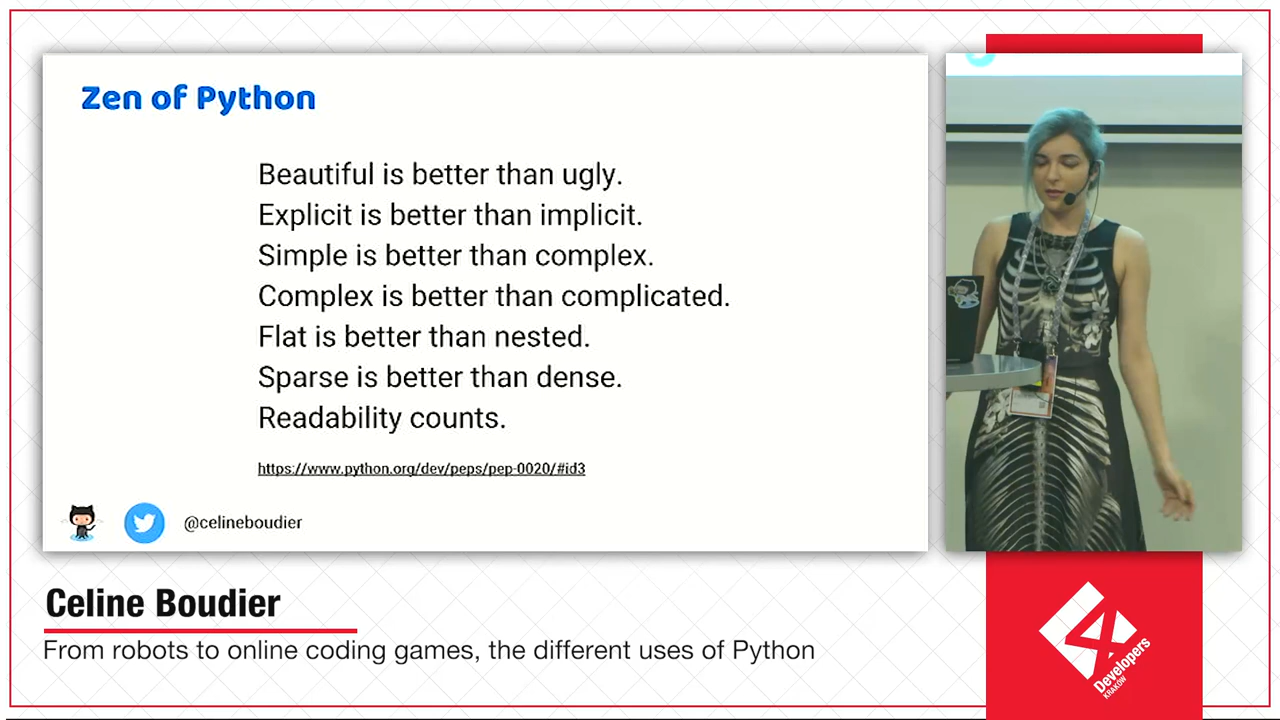 Zen of Python
Beautiful is better than ugly.
Explicit is better than implicit.
Simple is better than complex.
Complex is better than complicated.
Flat is better than nested.
Sparse is better than dense.
Readability counts.
https://www.python.org/dev/peps/pep-0020/#id3
@celineboudier
Celine Boudier
From robots to online coding games, the different uses of Python
4
Developers
KRAKOW